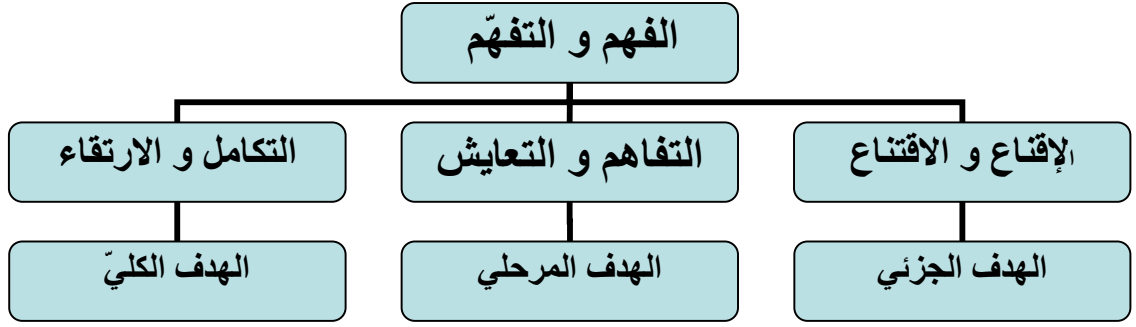 الفهم و التفهّم
الإقناع و الاقتناع
التفاهم و التعايش
التكامل و الارتقاء
الهدف الجزئي
الهدف المرحلي
الهدف الكليّ